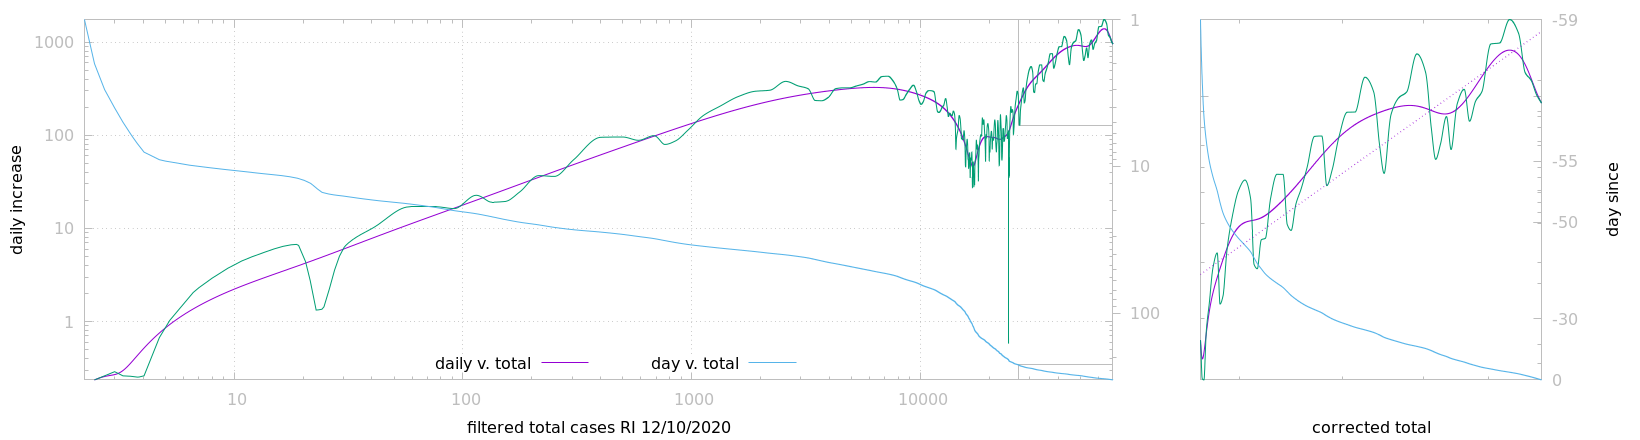 daily increase
1000
100
10
1
10
100
1000
10000
filtered total cases RI 12/10/2020
daily v. total
day v. total
1
10
100
-59
-55
-50
-30
0
day since
corrected total